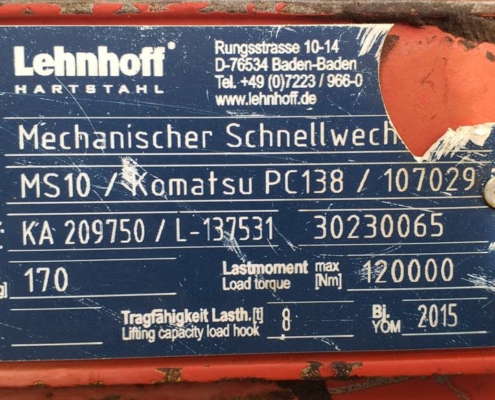 Lehnhoff®
HARTSTAHL
Rungsstrasse 10-14
D-76534 Baden-Baden
Tel. +49 (0)7223 / 966-0
www.lehnhoff.de
Mechanischer Schnellwech
MS10 / Komatsu PC138 / 107029
KA 209750 / L-137531 30230065
170 Lastmoment max 120000
Load torque [Nm]
Tragfähigkeit Lasth. [t] 8 Bj. 2015
Lifting capacity load hook YOM